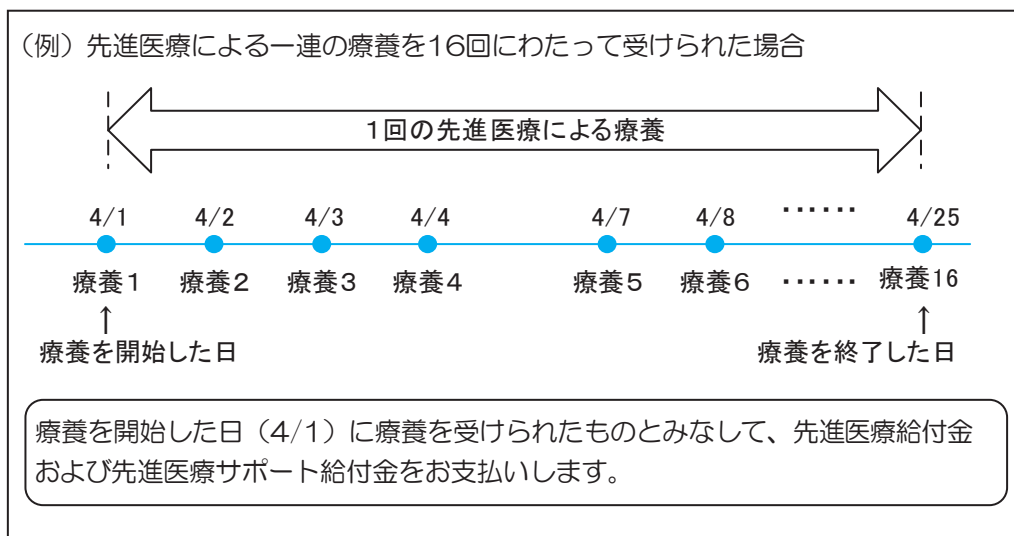 (例)先進医療による一連の療養を16回にわたって受けられた場合
1回の先進医療による療養
4/1 4/2 4/3 4/4 4/7 4/8 ‥‥‥ 4/25
療養1 療養2 療養3 療養4 療養5 療養6 ‥‥‥ 療養16
↑ ↑
療養を開始した日 療養を終了した日
療養を開始した日(4/1)に療養を受けられたものとみなして、先進医療給付金
および先進医療サポート給付金をお支払いします。